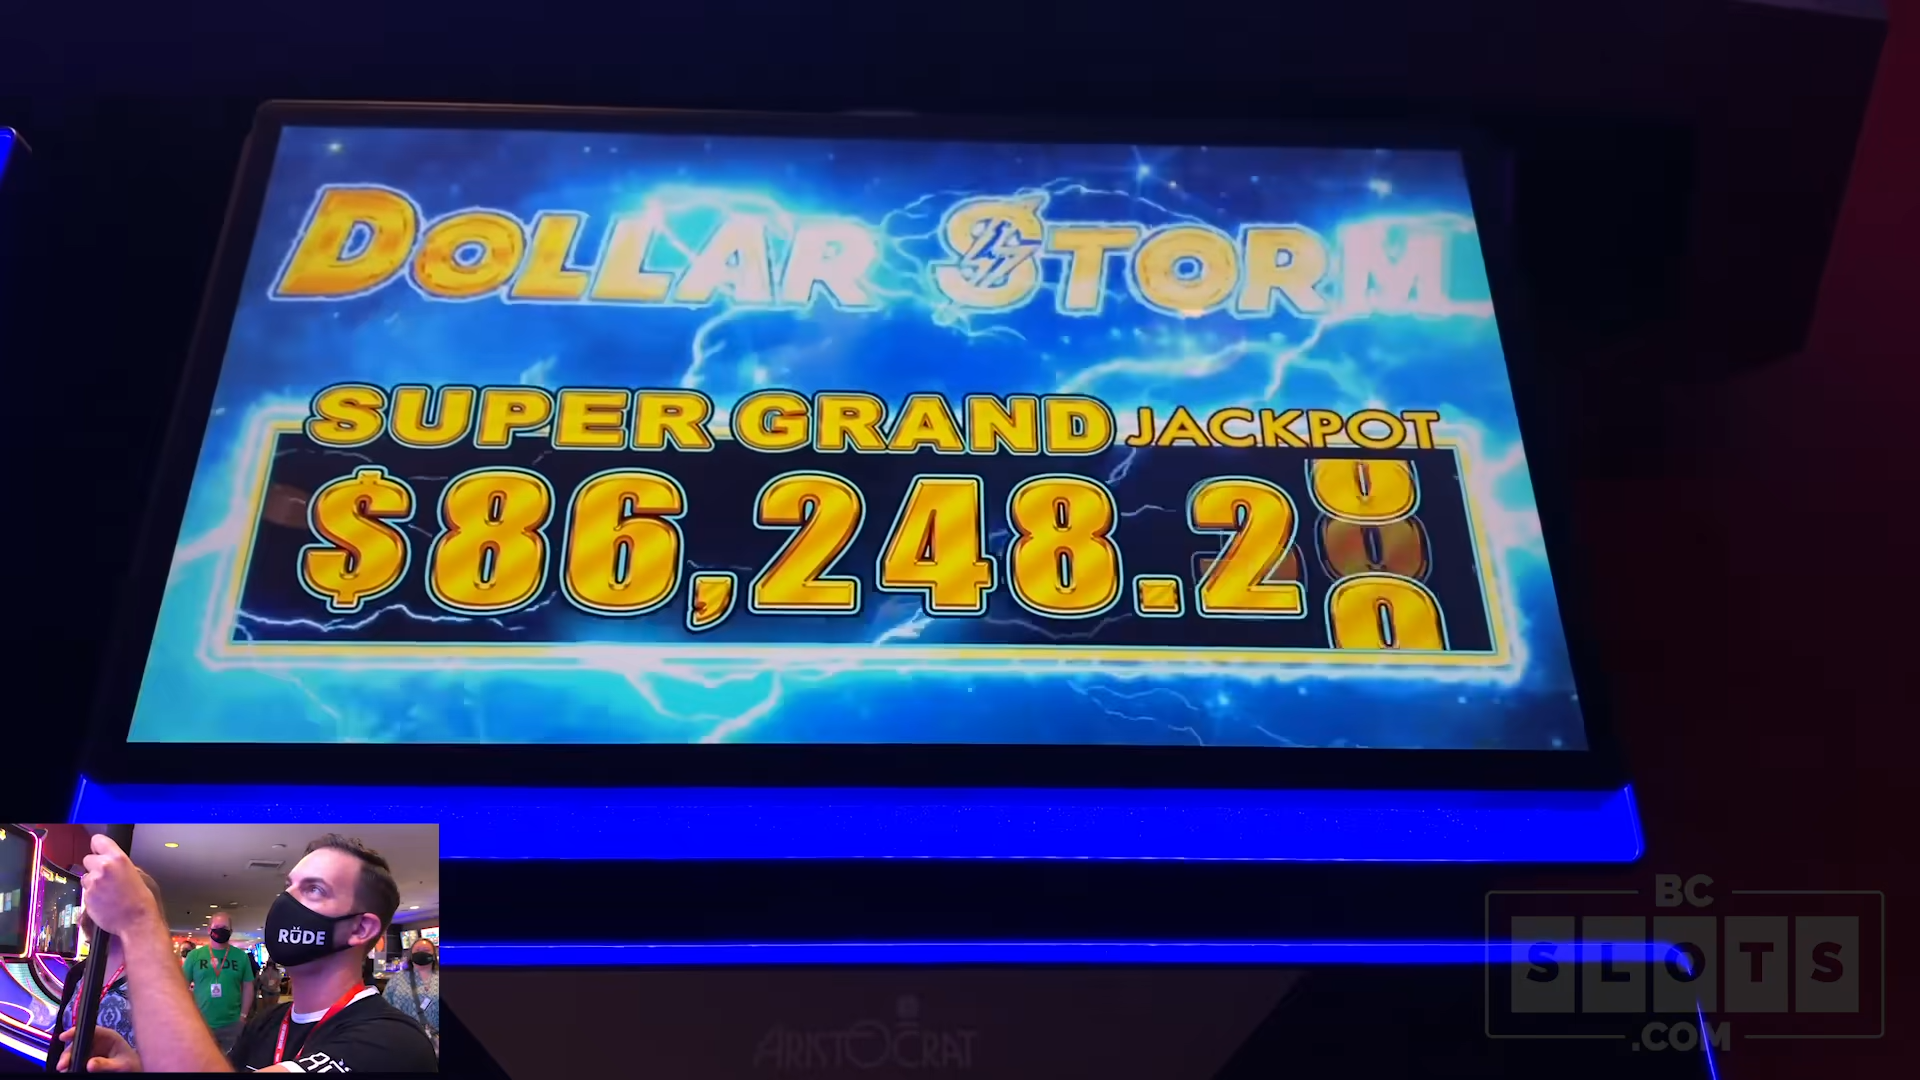 DOLLAR STORM
SUPER GRAND JACKPOT
$86,248.2
RÜDE
BC
SLOTS
.COM
ARISTOCRAT